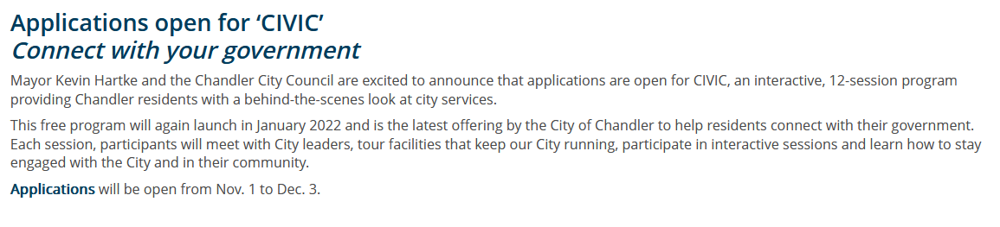 Applications open for ‘CIVIC’
Connect with your government
Mayor Kevin Hartke and the Chandler City Council are excited to announce that applications are open for CIVIC, an interactive, 12-session program
providing Chandler residents with a behind-the-scenes look at city services.
This free program will again launch in January 2022 and is the latest offering by the City of Chandler to help residents connect with their government.
Each session, participants will meet with City leaders, tour facilities that keep our City running, participate in interactive sessions and learn how to stay
engaged with the City and in their community.
Applications will be open from Nov. 1 to Dec. 3.